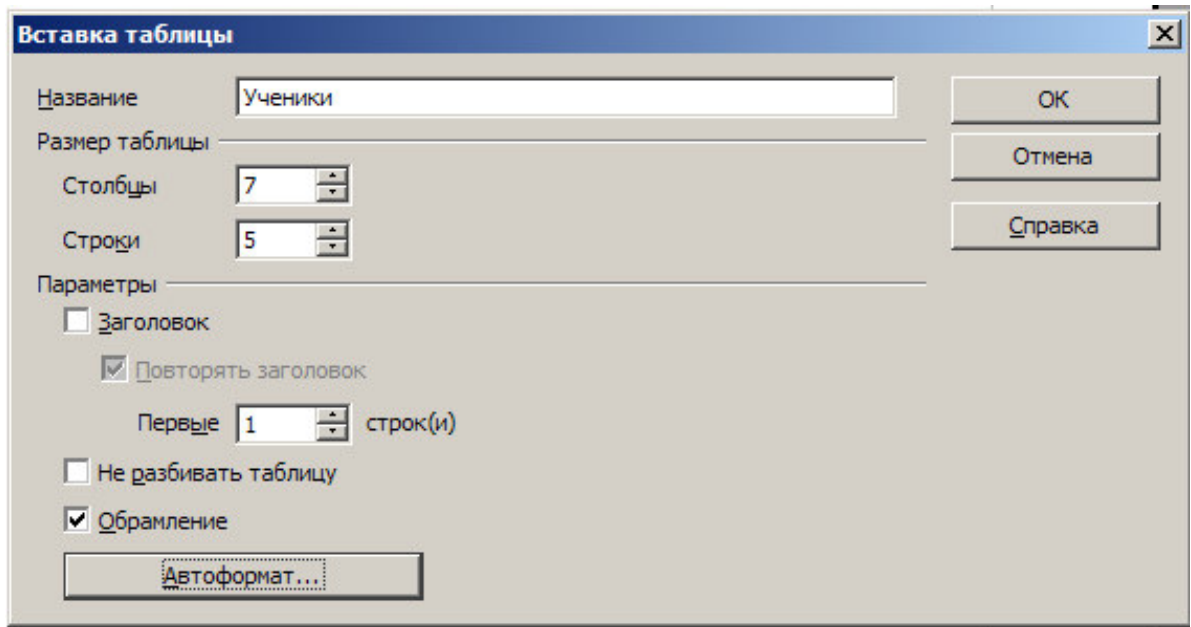 Вставка таблицы
Название Ученики ОК
Размер таблицы Отмена
Столбцы 7
Строки 5 Справка
Параметры
Заголовок
Повторять заголовок
Первые 1 строк(и)
Не разбивать таблицу
Обрамление
Автоформат...